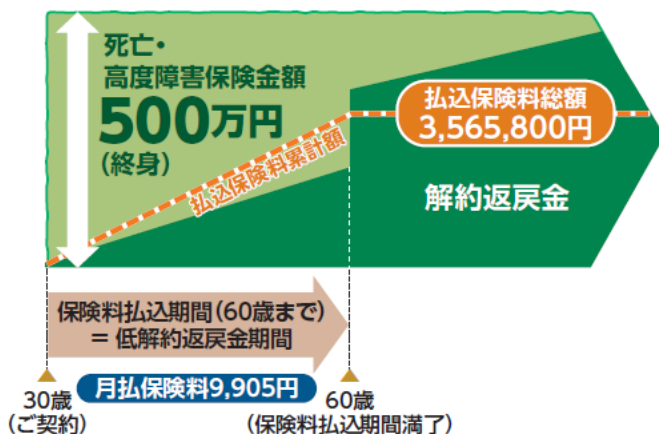 死亡・
高度障害保険金額
500万円
(終身)
払込保険料累計額
払込保険料総額
3,565,800円
解約返戻金
保険料払込期間(60歳まで)
=低解約返戻金期間
月払保険料9,905円
30歳
(ご契約)
60歳
(保険料払込期間満了)